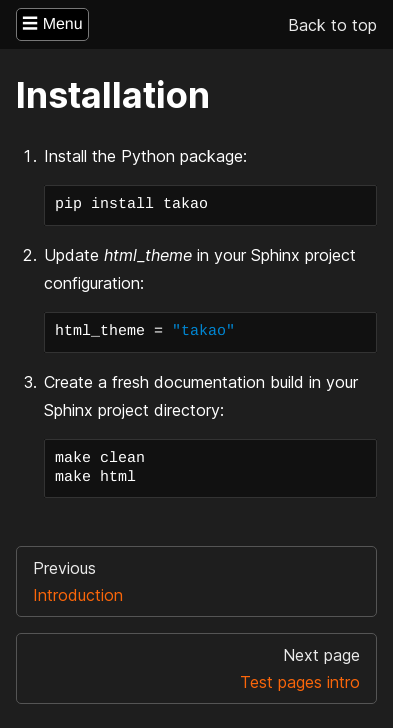 ☰ Menu
Back to top
Installation
1. Install the Python package:
pip install takao
2. Update html_theme in your Sphinx project
configuration:
html_theme = "takao"
3. Create a fresh documentation build in your
Sphinx project directory:
make clean
make html
Previous
Introduction
Next page
Test pages intro